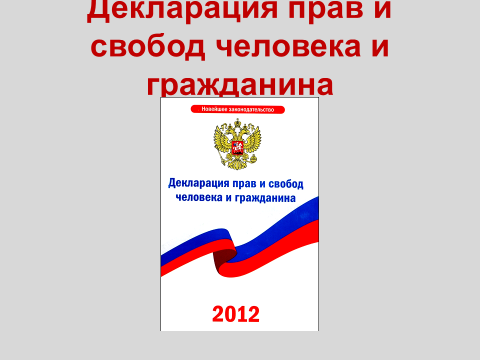 Декларация прав и
свобод человека и
гражданина
Новейшее законодательство
Декларация прав и свобод
человека и гражданина
2012